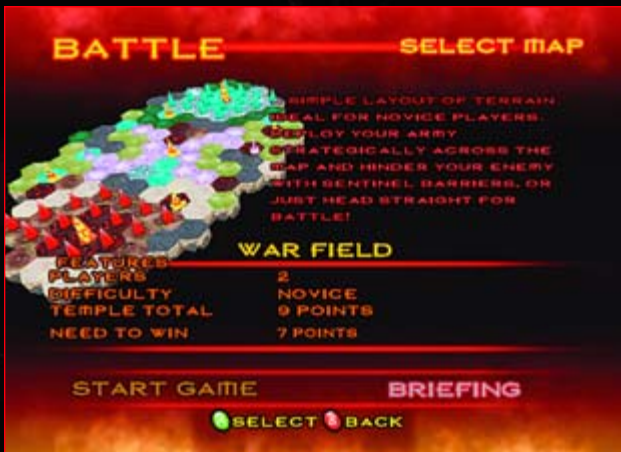 BATTLE
SELECT MAP
SIMPLE LAYOUT OF TERRAIN.
IDEAL FOR NOVICE PLAYERS.
DEPLOY YOUR ARMY
STRATEGICALLY ACROSS THE
MAP AND HINDER YOUR ENEMY
WITH SENTINEL BARRIERS, OR
JUST HEAD STRAIGHT FOR
BATTLE!
WAR FIELD
FEATURES
PLAYERS 2
DIFFICULTY NOVICE
TEMPLE TOTAL 9 POINTS
NEED TO WIN 7 POINTS
START GAME BRIEFING
SELECT BACK